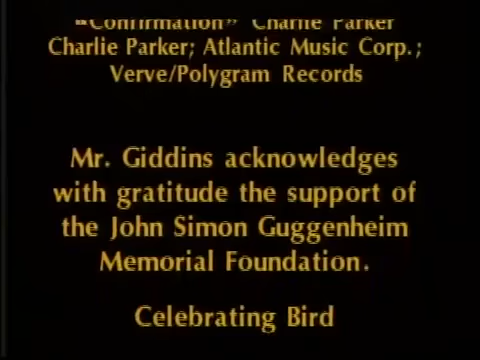 “Confirmation” Charlie Parker
Charlie Parker; Atlantic Music Corp.;
Verve/Polygram Records
Mr. Giddins acknowledges
with gratitude the support of
the John Simon Guggenheim
Memorial Foundation.
Celebrating Bird